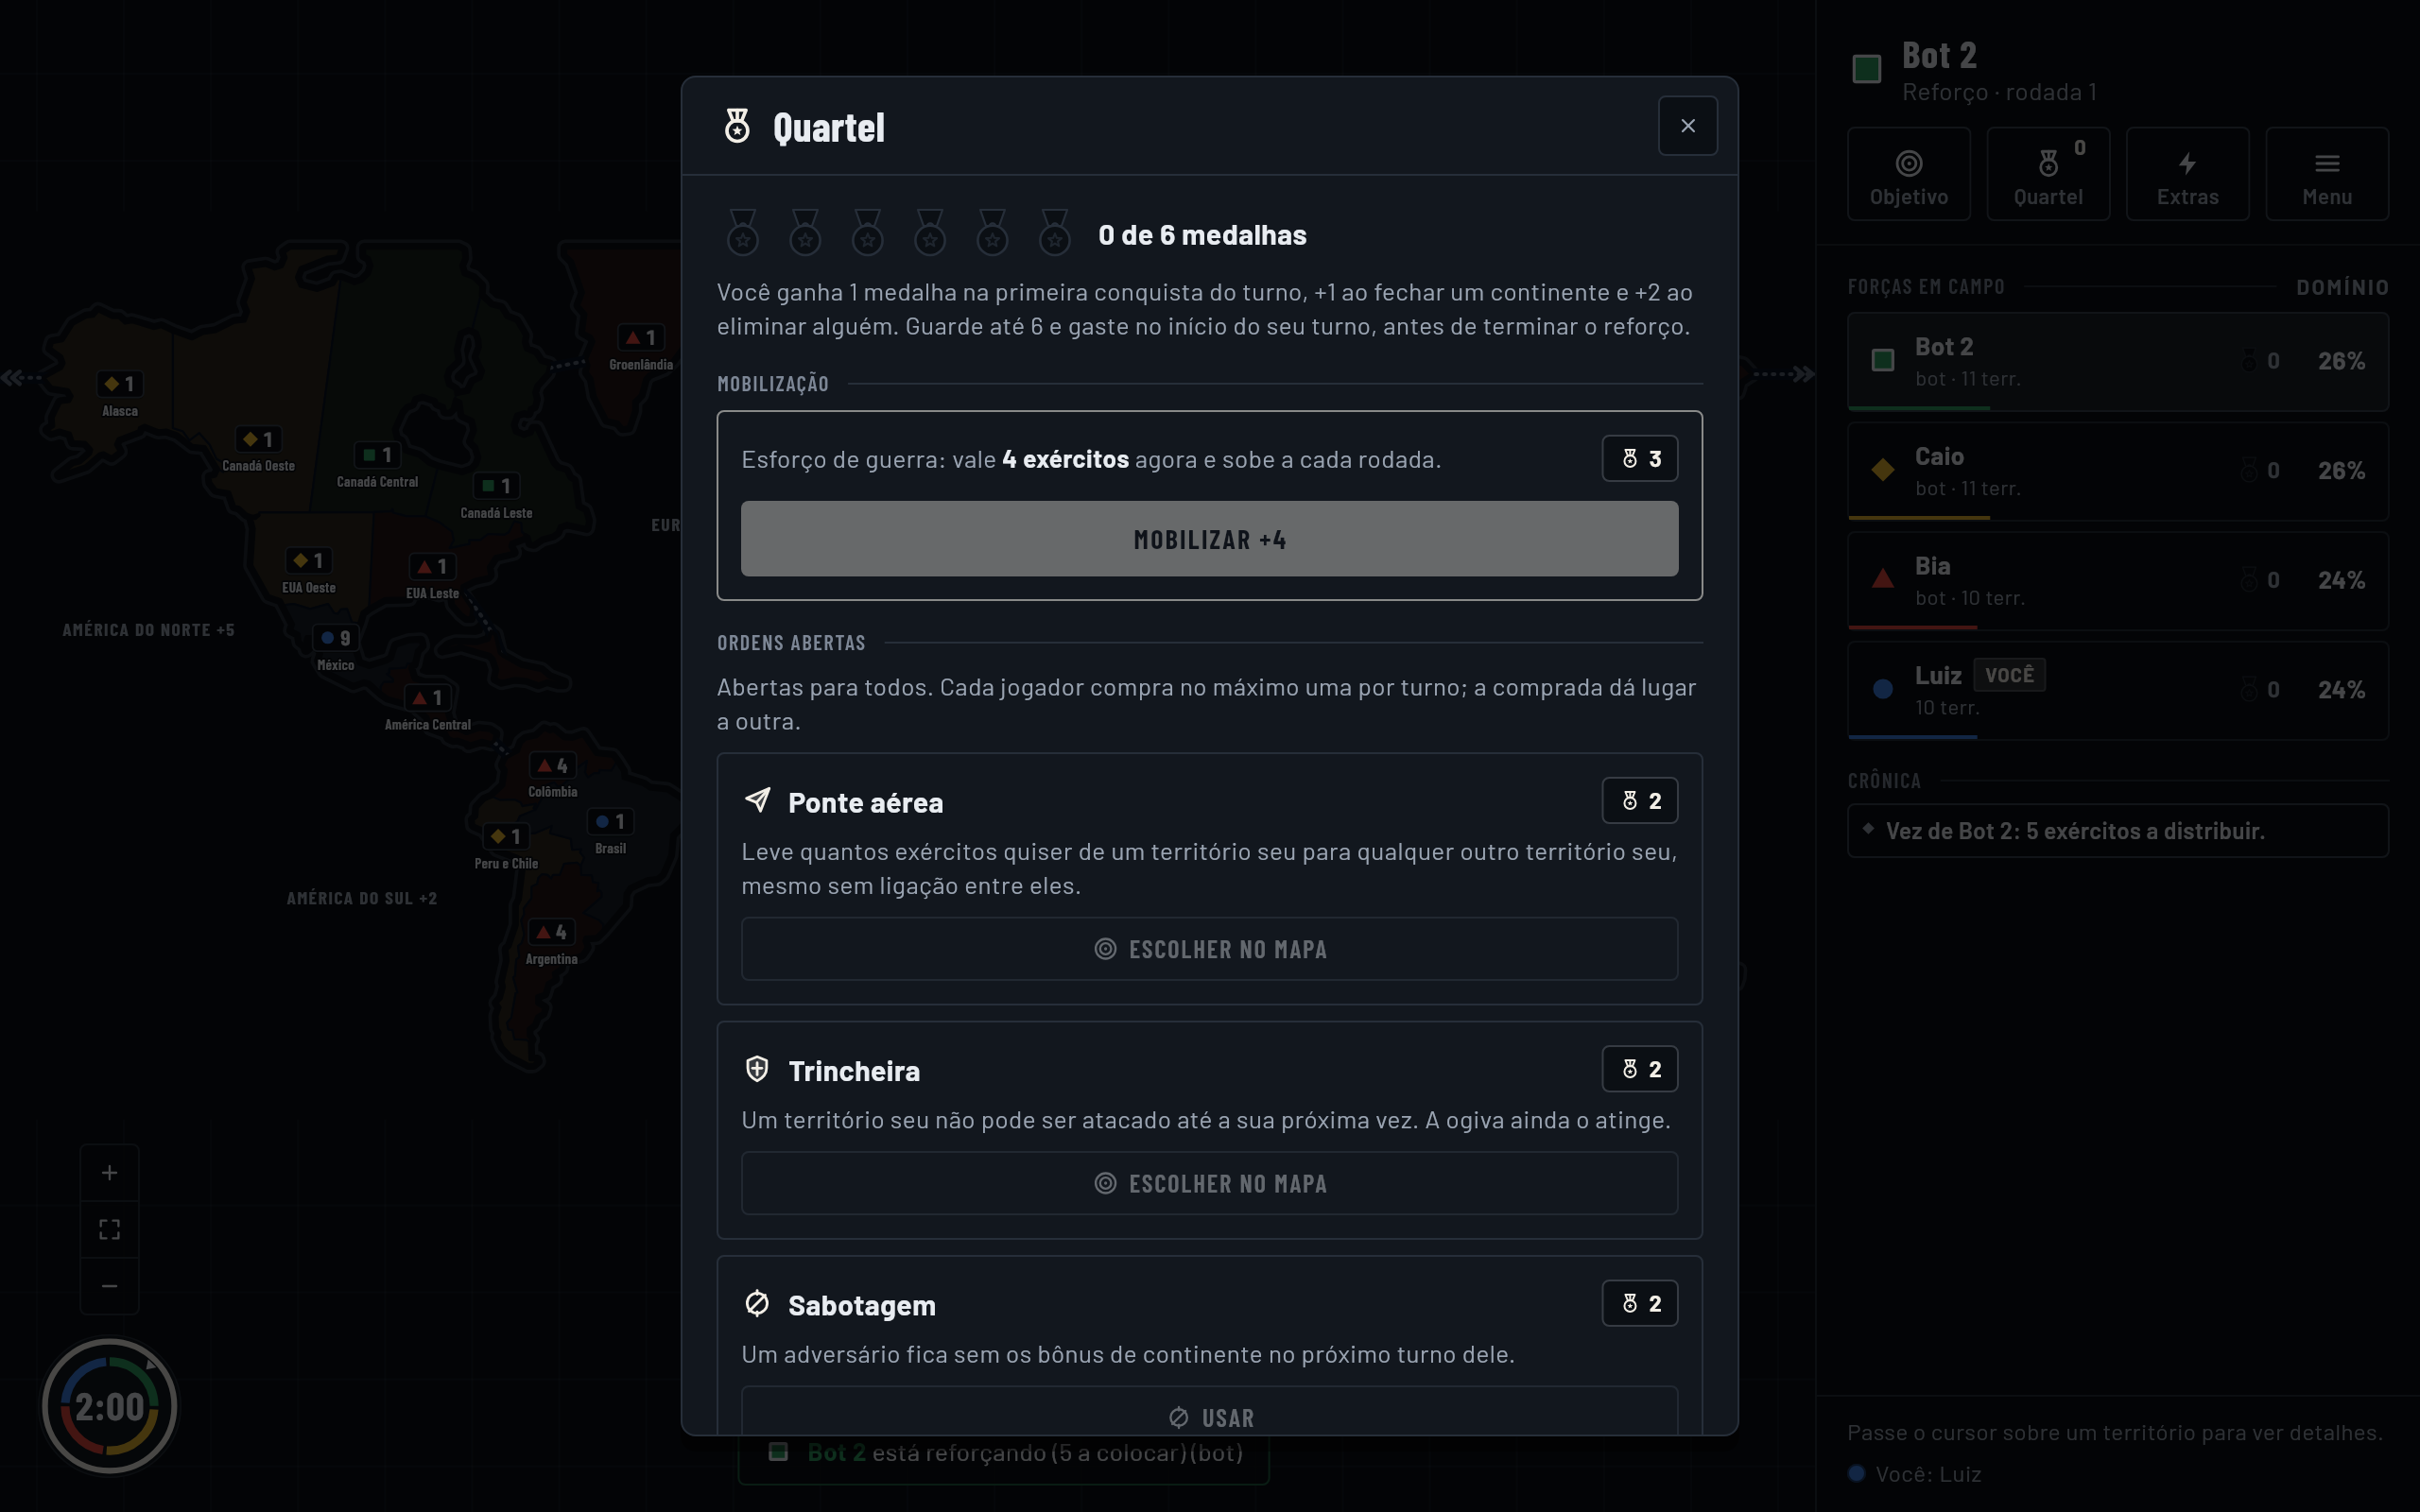 Quartel
0 de 6 medalhas
Você ganha 1 medalha na primeira conquista do turno, +1 ao fechar um continente e +2 ao
eliminar alguém. Guarde até 6 e gaste no início do seu turno, antes de terminar o reforço.
MOBILIZAÇÃO
Esforço de guerra: vale 4 exércitos agora e sobe a cada rodada.
3
MOBILIZAR +4
ORDENS ABERTAS
Abertas para todos. Cada jogador compra no máximo uma por turno; a comprada dá lugar
a outra.
Ponte aérea
2
Leve quantos exércitos quiser de um território seu para qualquer outro território seu,
mesmo sem ligação entre eles.
ESCOLHER NO MAPA
Trincheira
2
Um território seu não pode ser atacado até a sua próxima vez. A ogiva ainda o atinge.
ESCOLHER NO MAPA
Sabotagem
2
Um adversário fica sem os bônus de continente no próximo turno dele.
USAR
1
Groenlândia
1
Alasca
1
Canadá Oeste
1
Canadá Central
1
Canadá Leste
EUR
1
EUA Oeste
1
EUA Leste
AMÉRICA DO NORTE +5
9
México
1
América Central
4
Colômbia
1
Brasil
1
Peru e Chile
AMÉRICA DO SUL +2
4
Argentina
+
−
2:00
Bot 2 está reforçando (5 a colocar) (bot)
Bot 2
Reforço · rodada 1
Objetivo
0
Quartel
Extras
Menu
FORÇAS EM CAMPO
DOMÍNIO
Bot 2
bot · 11 terr.
0
26%
Caio
bot · 11 terr.
0
26%
Bia
bot · 10 terr.
0
24%
Luiz VOCÊ
10 terr.
0
24%
CRÔNICA
Vez de Bot 2: 5 exércitos a distribuir.
Passe o cursor sobre um território para ver detalhes.
Você: Luiz